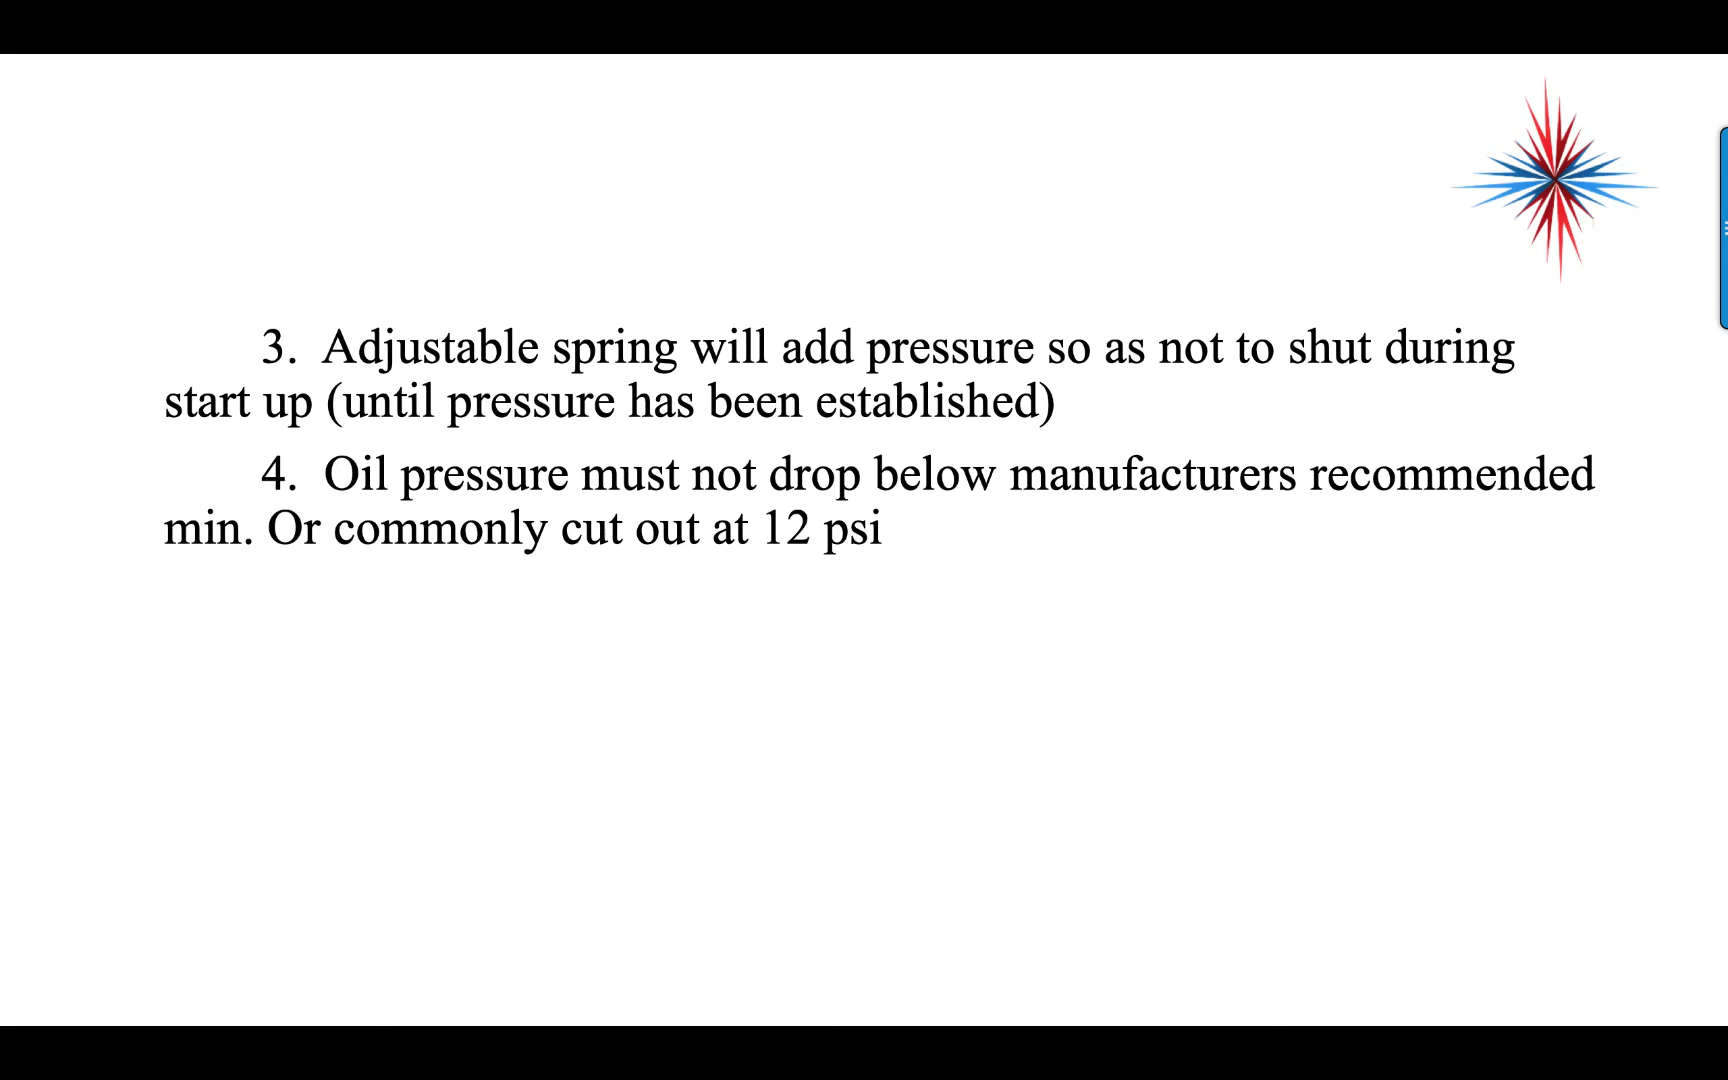 3. Adjustable spring will add pressure so as not to shut during
start up (until pressure has been established)
4. Oil pressure must not drop below manufacturers recommended
min. Or commonly cut out at 12 psi